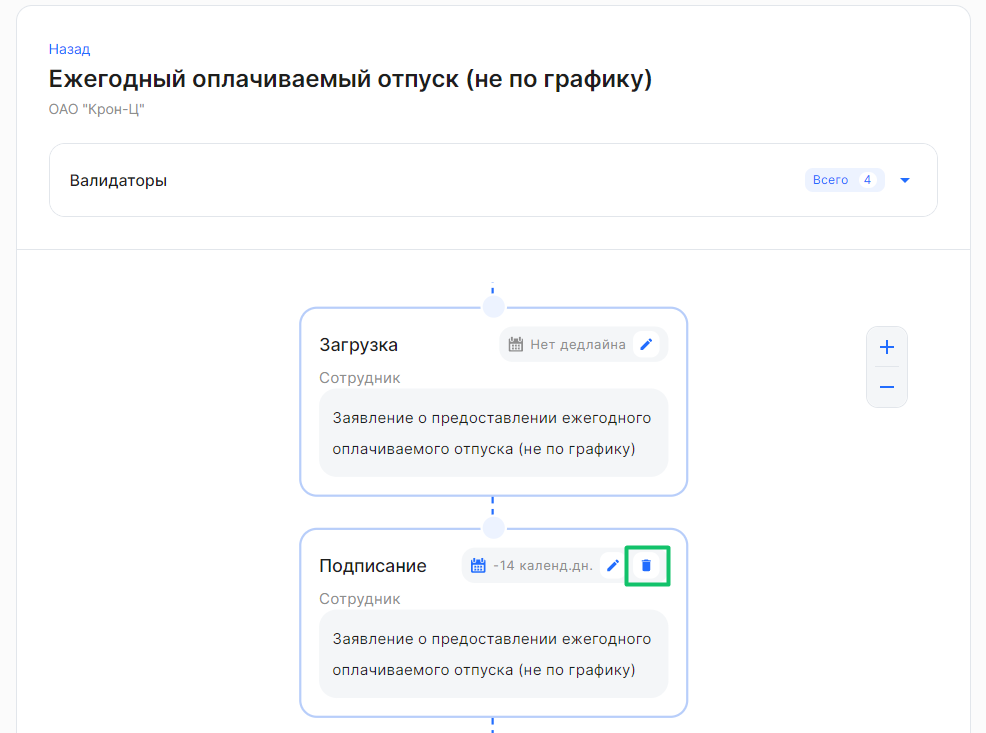 Назад
Ежегодный оплачиваемый отпуск (не по графику)
ОАО "Крон-Ц"
Валидаторы Всего 4
Загрузка Нет дедлайна
Сотрудник
Заявление о предоставлении ежегодного
оплачиваемого отпуска (не по графику)
Подписание -14 календ.дн.
Сотрудник
Заявление о предоставлении ежегодного
оплачиваемого отпуска (не по графику)